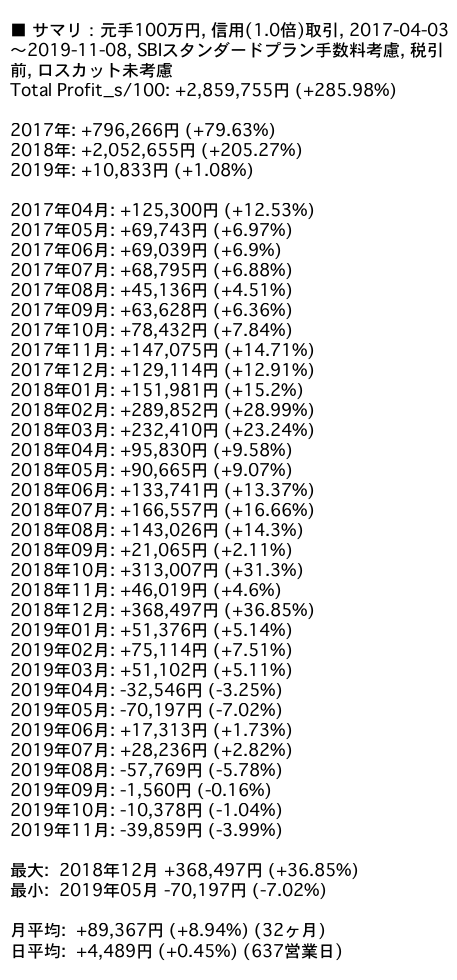 ■ サマリ：元手100万円, 信用(1.0倍)取引, 2017-04-03
〜2019-11-08, SBIスタンダードプラン手数料考慮, 税引
前, ロスカット未考慮
Total Profit_s/100: +2,859,755円 (+285.98%)
2017年: +796,266円 (+79.63%)
2018年: +2,052,655円 (+205.27%)
2019年: +10,833円 (+1.08%)
2017年04月: +125,300円 (+12.53%)
2017年05月: +69,743円 (+6.97%)
2017年06月: +69,039円 (+6.9%)
2017年07月: +68,795円 (+6.88%)
2017年08月: +45,136円 (+4.51%)
2017年09月: +63,628円 (+6.36%)
2017年10月: +78,432円 (+7.84%)
2017年11月: +147,075円 (+14.71%)
2017年12月: +129,114円 (+12.91%)
2018年01月: +151,981円 (+15.2%)
2018年02月: +289,852円 (+28.99%)
2018年03月: +232,410円 (+23.24%)
2018年04月: +95,830円 (+9.58%)
2018年05月: +90,665円 (+9.07%)
2018年06月: +133,741円 (+13.37%)
2018年07月: +166,557円 (+16.66%)
2018年08月: +143,026円 (+14.3%)
2018年09月: +21,065円 (+2.11%)
2018年10月: +313,007円 (+31.3%)
2018年11月: +46,019円 (+4.6%)
2018年12月: +368,497円 (+36.85%)
2019年01月: +51,376円 (+5.14%)
2019年02月: +75,114円 (+7.51%)
2019年03月: +51,102円 (+5.11%)
2019年04月: -32,546円 (-3.25%)
2019年05月: -70,197円 (-7.02%)
2019年06月: +17,313円 (+1.73%)
2019年07月: +28,236円 (+2.82%)
2019年08月: -57,769円 (-5.78%)
2019年09月: -1,560円 (-0.16%)
2019年10月: -10,378円 (-1.04%)
2019年11月: -39,859円 (-3.99%)
最大: 2018年12月 +368,497円 (+36.85%)
最小: 2019年05月 -70,197円 (-7.02%)
月平均: +89,367円 (+8.94%) (32ヶ月)
日平均: +4,489円 (+0.45%) (637営業日)